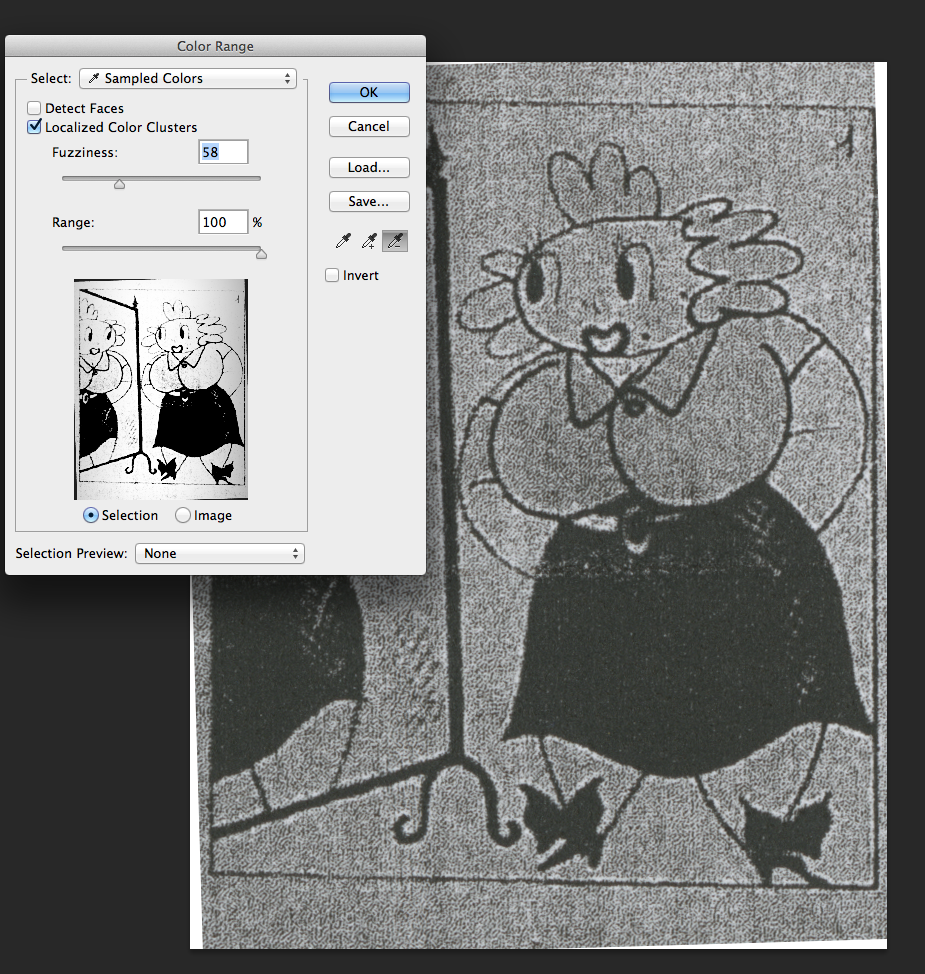 Color Range
Select: Sampled Colors
Detect Faces
Localized Color Clusters
Fuzziness: 58
Range: 100 %
OK
Cancel
Load...
Save...
Invert
Selection Image
Selection Preview: None
1
1